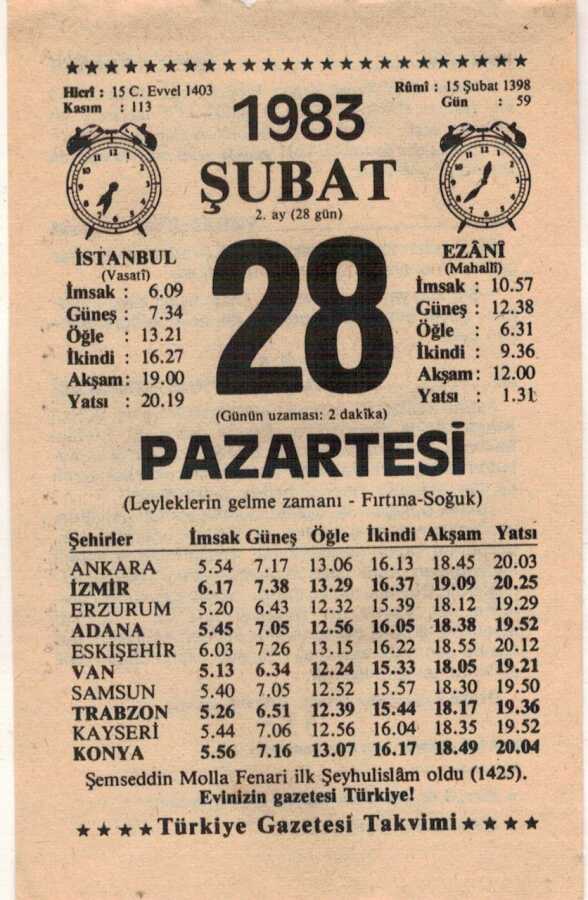 Hicrî : 15 C. Evvel 1403
Kasım : 113
Rûmî : 15 Şubat 1398
Gün : 59
1983
ŞUBAT
2. ay (28 gün)
28
(Günün uzaması: 2 dakîka)
İSTANBUL
(Vasatî)
İmsak : 6.09
Güneş : 7.34
Öğle : 13.21
İkindi : 16.27
Akşam : 19.00
Yatsı : 20.19
EZÂNÎ
(Mahallî)
İmsak : 10.57
Güneş : 12.38
Öğle : 6.31
İkindi : 9.36
Akşam : 12.00
Yatsı : 1.31
PAZARTESİ
(Leyleklerin gelme zamanı - Fırtına-Soğuk)
Şehirler İmsak Güneş Öğle İkindi Akşam Yatsı
ANKARA 5.54 7.17 13.06 16.13 18.45 20.03
İZMİR 6.17 7.38 13.29 16.37 19.09 20.25
ERZURUM 5.20 6.43 12.32 15.39 18.12 19.29
ADANA 5.45 7.05 12.56 16.05 18.38 19.52
ESKİŞEHİR 6.03 7.26 13.15 16.22 18.55 20.12
VAN 5.13 6.34 12.24 15.33 18.05 19.21
SAMSUN 5.40 7.05 12.52 15.57 18.30 19.50
TRABZON 5.26 6.51 12.39 15.44 18.17 19.36
KAYSERİ 5.44 7.06 12.56 16.04 18.35 19.52
KONYA 5.56 7.16 13.07 16.17 18.49 20.04
Şemseddin Molla Fenari ilk Şeyhulislâm oldu (1425).
Evinizin gazetesi Türkiye!
Türkiye Gazetesi Takvimi